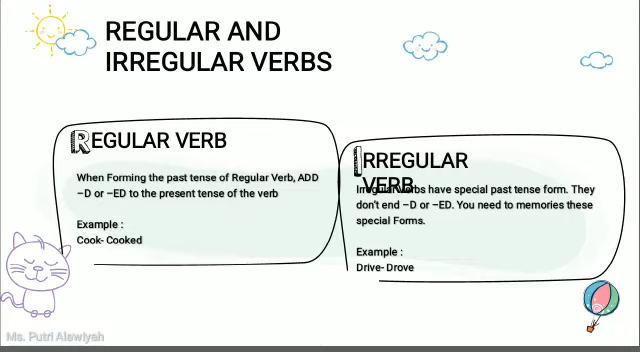 REGULAR AND
IRREGULAR VERBS
REGULAR VERB
When Forming the past tense of Regular Verb, ADD
–D or –ED to the present tense of the verb
Example :
Cook- Cooked
IRREGULAR
VERB
Irregular Verbs have special past tense form. They
don't end –D or –ED. You need to memories these
special Forms.
Example :
Drive- Drove
Ms. Putri Alawiyah